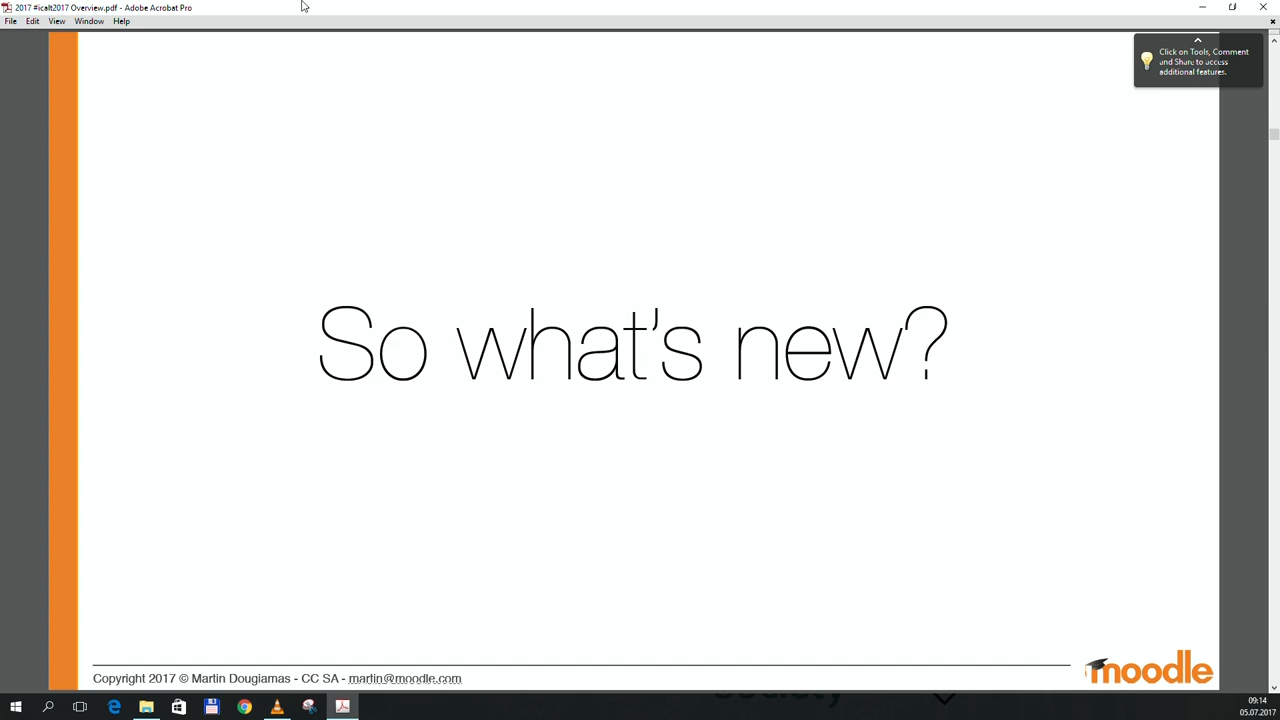 2017 #icalt2017 Overview.pdf - Adobe Acrobat Pro
File Edit View Window Help
Click on Tools, Comment
and Share to access
additional features.
So what's new?
Copyright 2017 © Martin Dougiamas - CC SA - martin@moodle.com
moodle
society
09:14
05.07.2017